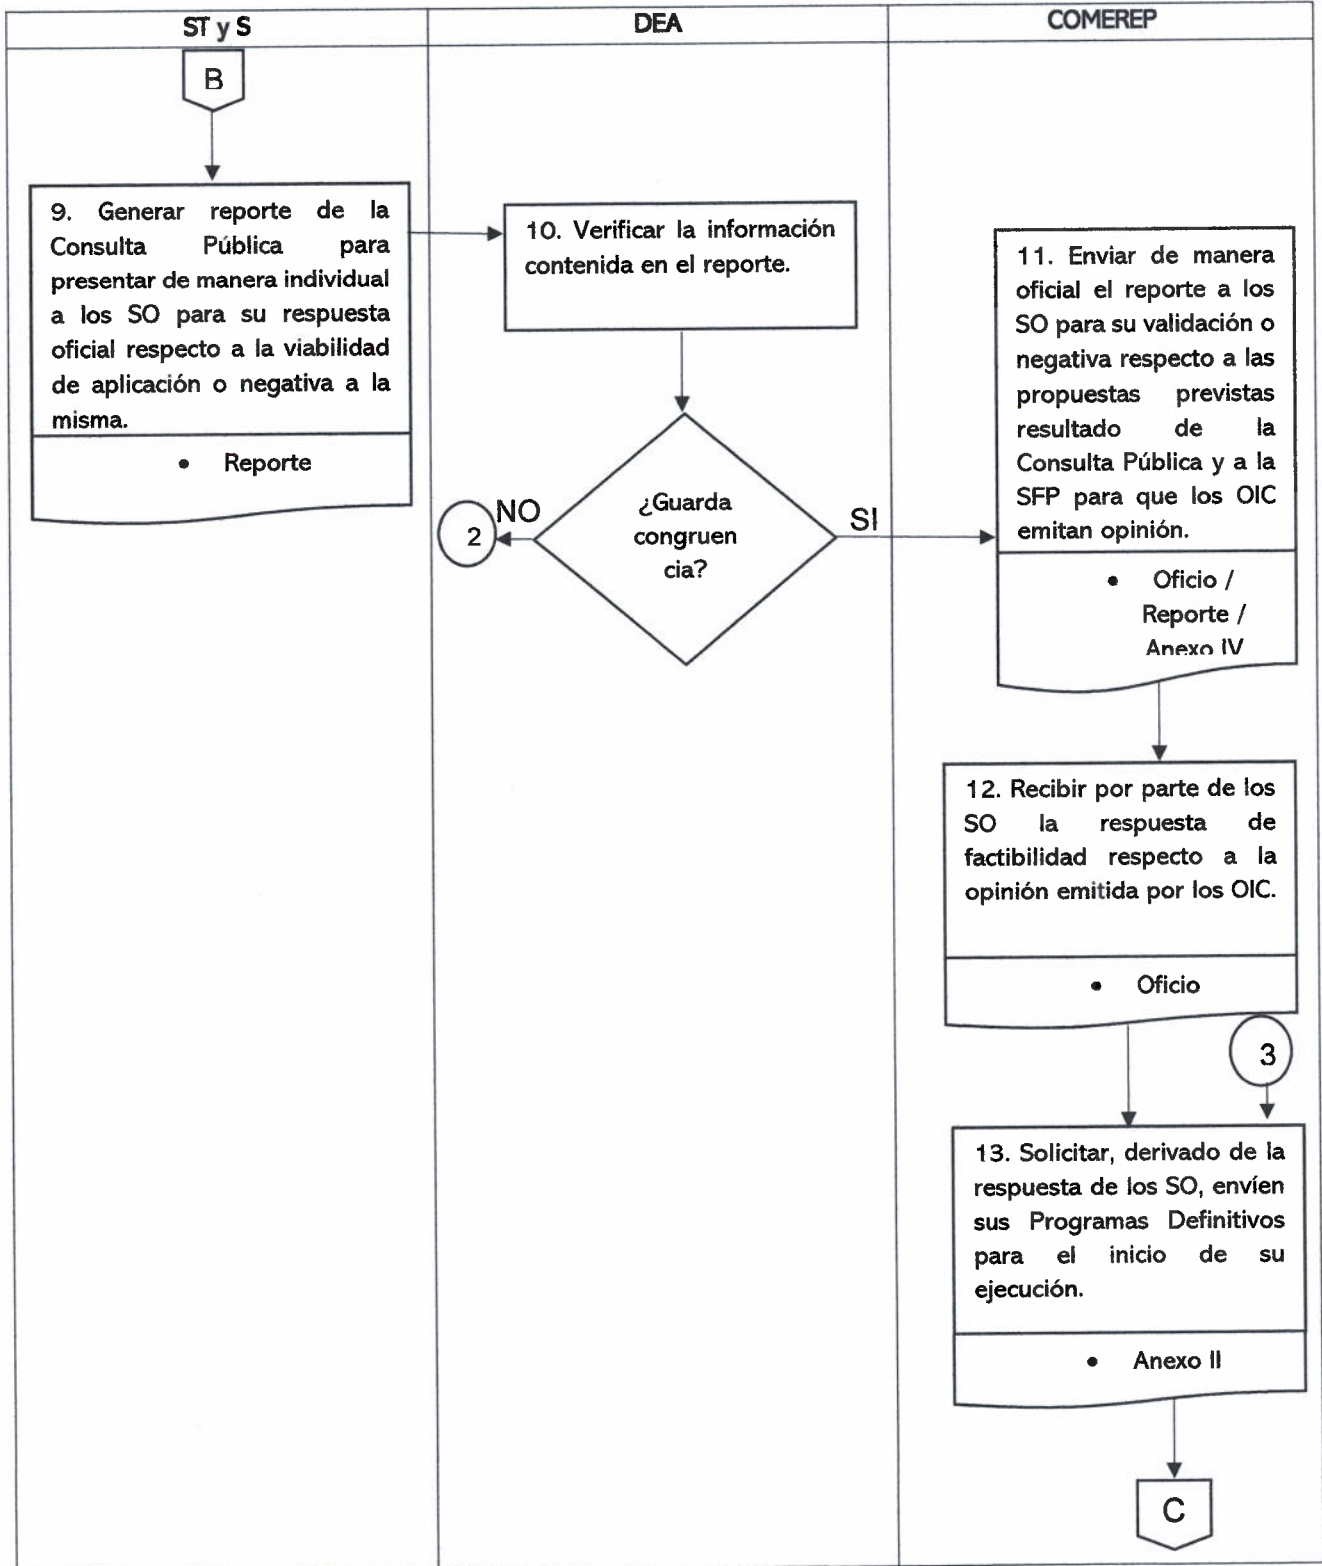 ST y S
DEA
COMEREP
B
9. Generar reporte de la
Consulta Pública para
presentar de manera individual
a los SO para su respuesta
oficial respecto a la viabilidad
de aplicación o negativa a la
misma.
• Reporte
10. Verificar la información
contenida en el reporte.
¿Guarda
congruen
cia?
NO
2
SI
11. Enviar de manera
oficial el reporte a los
SO para su validación o
negativa respecto a las
propuestas previstas
resultado de la
Consulta Pública y a la
SFP para que los OIC
emitan opinión.
• Oficio /
Reporte /
Anexo IV
12. Recibir por parte de los
SO la respuesta de
factibilidad respecto a la
opinión emitida por los OIC.
• Oficio
3
13. Solicitar, derivado de la
respuesta de los SO, envíen
sus Programas Definitivos
para el inicio de su
ejecución.
• Anexo II
C